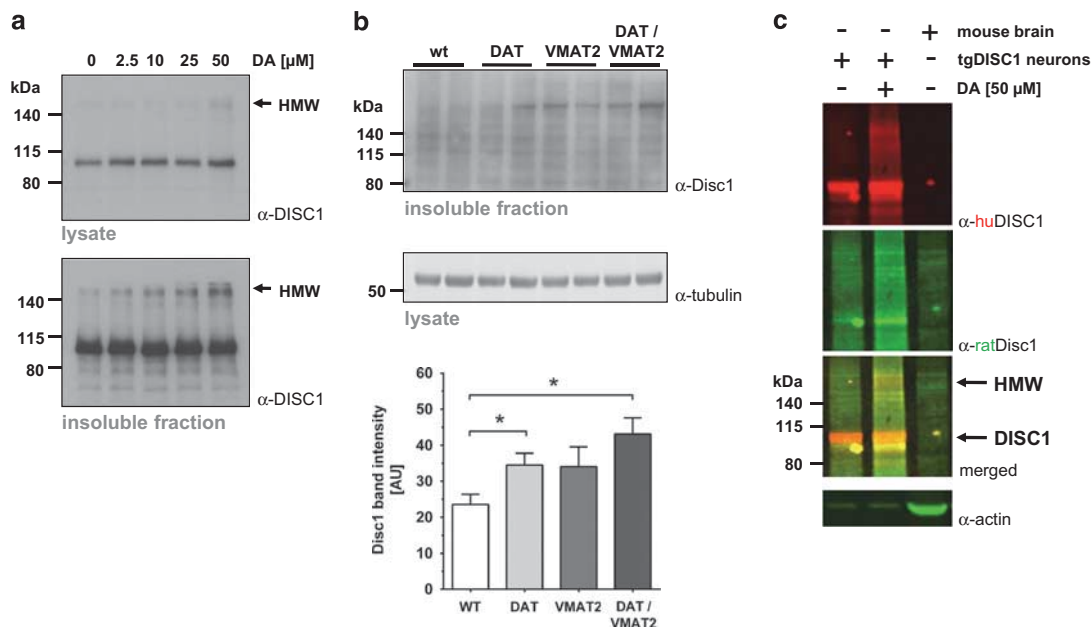 a
0 2.5 10 25 50 DA [µM]
kDa
140
115
80
HMW
α-DISC1
lysate
140
115
80
HMW
α-DISC1
insoluble fraction
b
wt DAT VMAT2 DAT /
VMAT2
kDa
140
115
80
α-Disc1
insoluble fraction
50
α-tubulin
lysate
Disc1 band intensity
[AU]
60
50
40
30
20
10
0
*
*
WT DAT VMAT2 DAT /
VMAT2
c
- - + mouse brain
+ + - tgDISC1 neurons
- + - DA [50 µM]
α-huDISC1
α-ratDisc1
kDa
140
115
80
HMW
DISC1
merged
α-actin